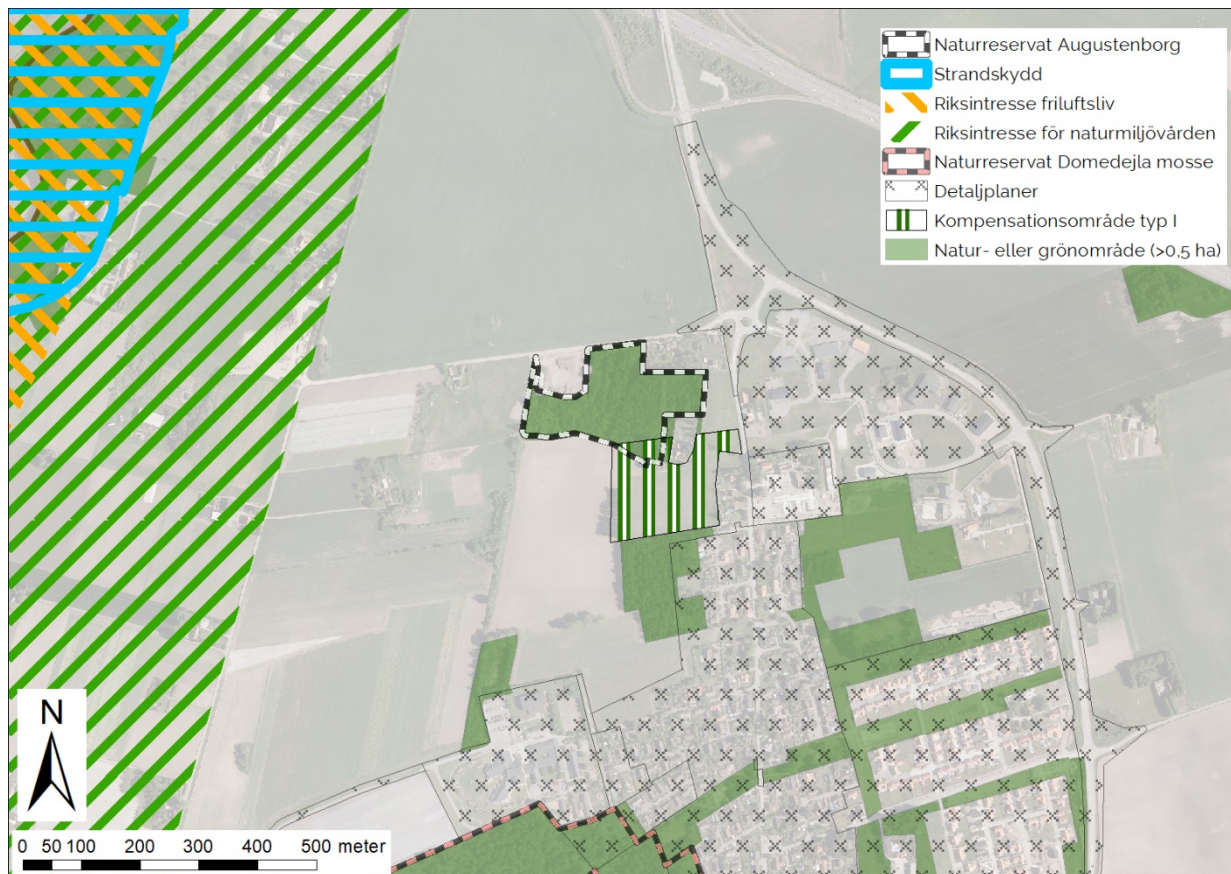 Naturreservat Augustenborg
Strandskydd
Riksintresse friluftsliv
Riksintresse för naturmiljövården
Naturreservat Domedejla mosse
Detaljplaner
Kompensationsområde typ I
Natur- eller grönområde (>0,5 ha)
N
0 50 100 200 300 400 500 meter